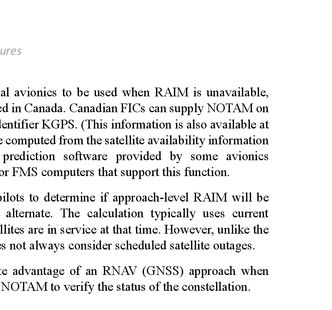 ures
al avionics to be used when RAIM is unavailable,
ed in Canada. Canadian FICs can supply NOTAM on
entifier KGPS. (This information is also available at
e computed from the satellite availability information
prediction software provided by some avionics
or FMS computers that support this function.
pilots to determine if approach-level RAIM will be
alternate. The calculation typically uses current
llites are in service at that time. However, unlike the
es not always consider scheduled satellite outages.
ke advantage of an RNAV (GNSS) approach when
NOTAM to verify the status of the constellation.